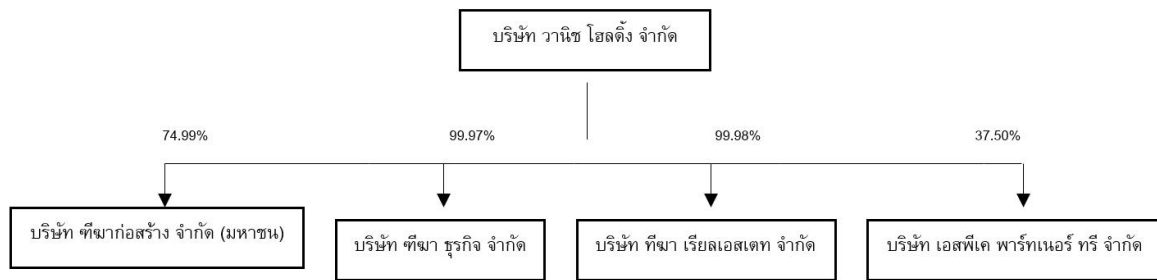 บริษัท วานิช โฮลดิ้ง จำกัด
74.99% 99.97% 99.98% 37.50%
บริษัท ฑีฆาก่อสร้าง จำกัด (มหาชน)
บริษัท ฑีฆา ธุรกิจ จำกัด
บริษัท ทีฆา เรียลเอสเตท จำกัด
บริษัท เอสพีเค พาร์ทเนอร์ ทรี จำกัด